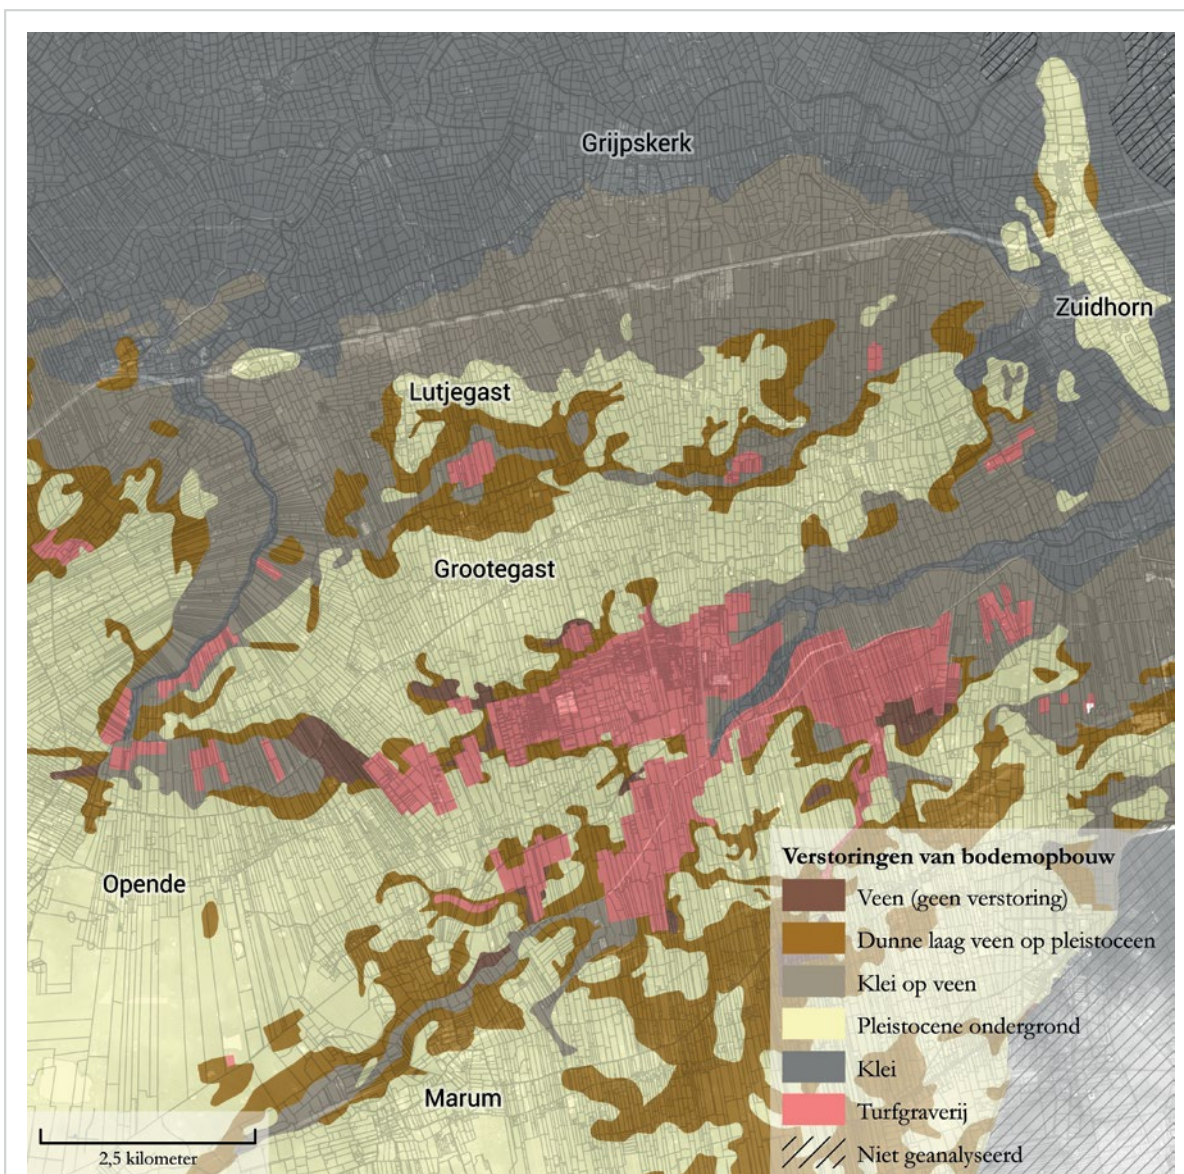 Grijpskerk
Zuidhorn
Lutjegast
Grootegast
Opende
Marum
Verstoringen van bodemopbouw
Veen (geen verstoring)
Dunne laag veen op pleistoceen
Klei op veen
Pleistocene ondergrond
Klei
Turfgraverij
Niet geanalyseerd
2,5 kilometer